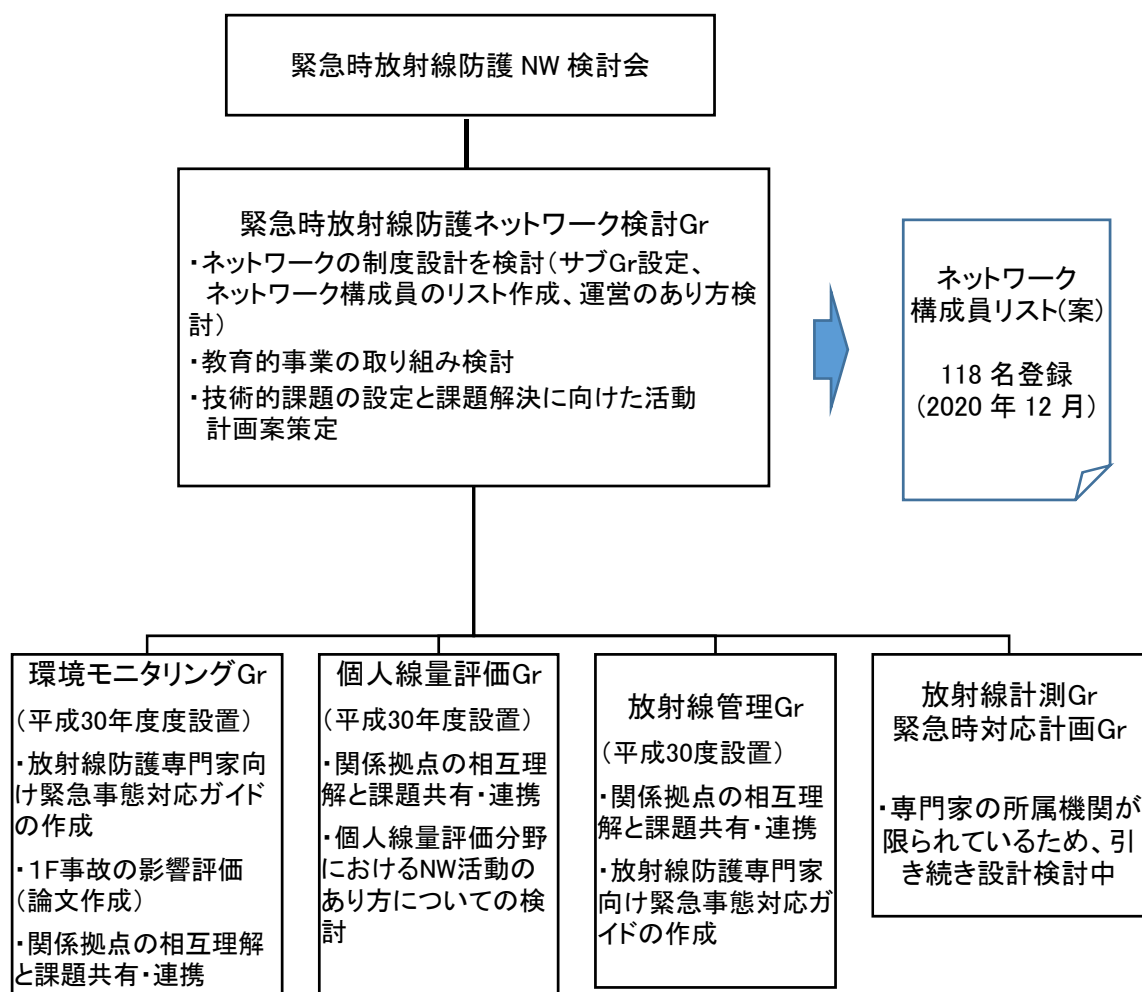 緊急時放射線防護 NW 検討会
緊急時放射線防護ネットワーク検討Gr
・ネットワークの制度設計を検討（サブGr設定、
ネットワーク構成員のリスト作成、運営のあり方検
討）
・教育的事業の取り組み検討
・技術的課題の設定と課題解決に向けた活動
計画案策定
ネットワーク
構成員リスト（案）
118 名登録
（2020 年 12 月）
環境モニタリングGr
（平成30年度度設置）
・放射線防護専門家向
け緊急事態対応ガイド
の作成
・1F事故の影響評価
（論文作成）
・関係拠点の相互理解
と課題共有・連携
個人線量評価Gr
（平成30年度設置）
・関係拠点の相互理
解と課題共有・連携
・個人線量評価分野
におけるNW活動の
あり方についての検
討
放射線管理Gr
（平成30度設置）
・関係拠点の相互理
解と課題共有・連携
・放射線防護専門家
向け緊急事態対応ガ
イドの作成
放射線計測Gr
緊急時対応計画Gr
・専門家の所属機関が
限られているため、引
き続き設計検討中